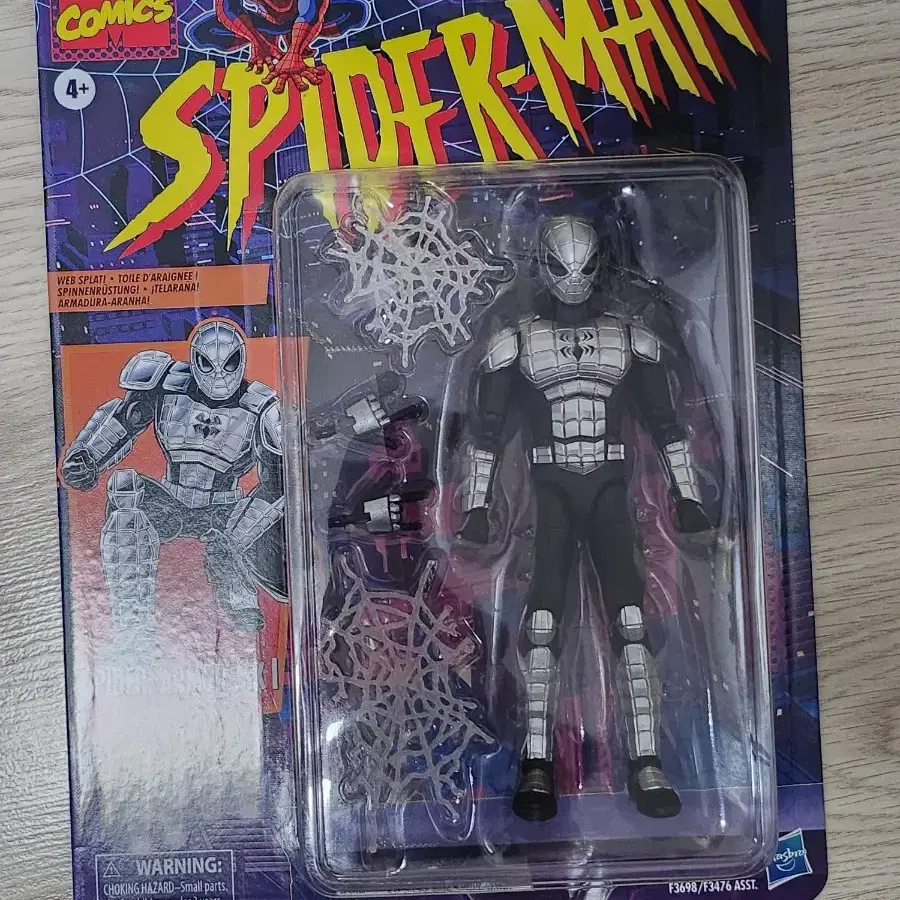 MARVEL
COMICS
4+
SPIDER-MAN
WEB SPLAT! • TOILE D'ARAIGNEE !
SPINNENRÜSTUNG! • ¡TELARAÑA!
ARMADURA-ARANHA!
WARNING:
CHOKING HAZARD–Small parts.
Hasbro
F3698/F3476 ASST.